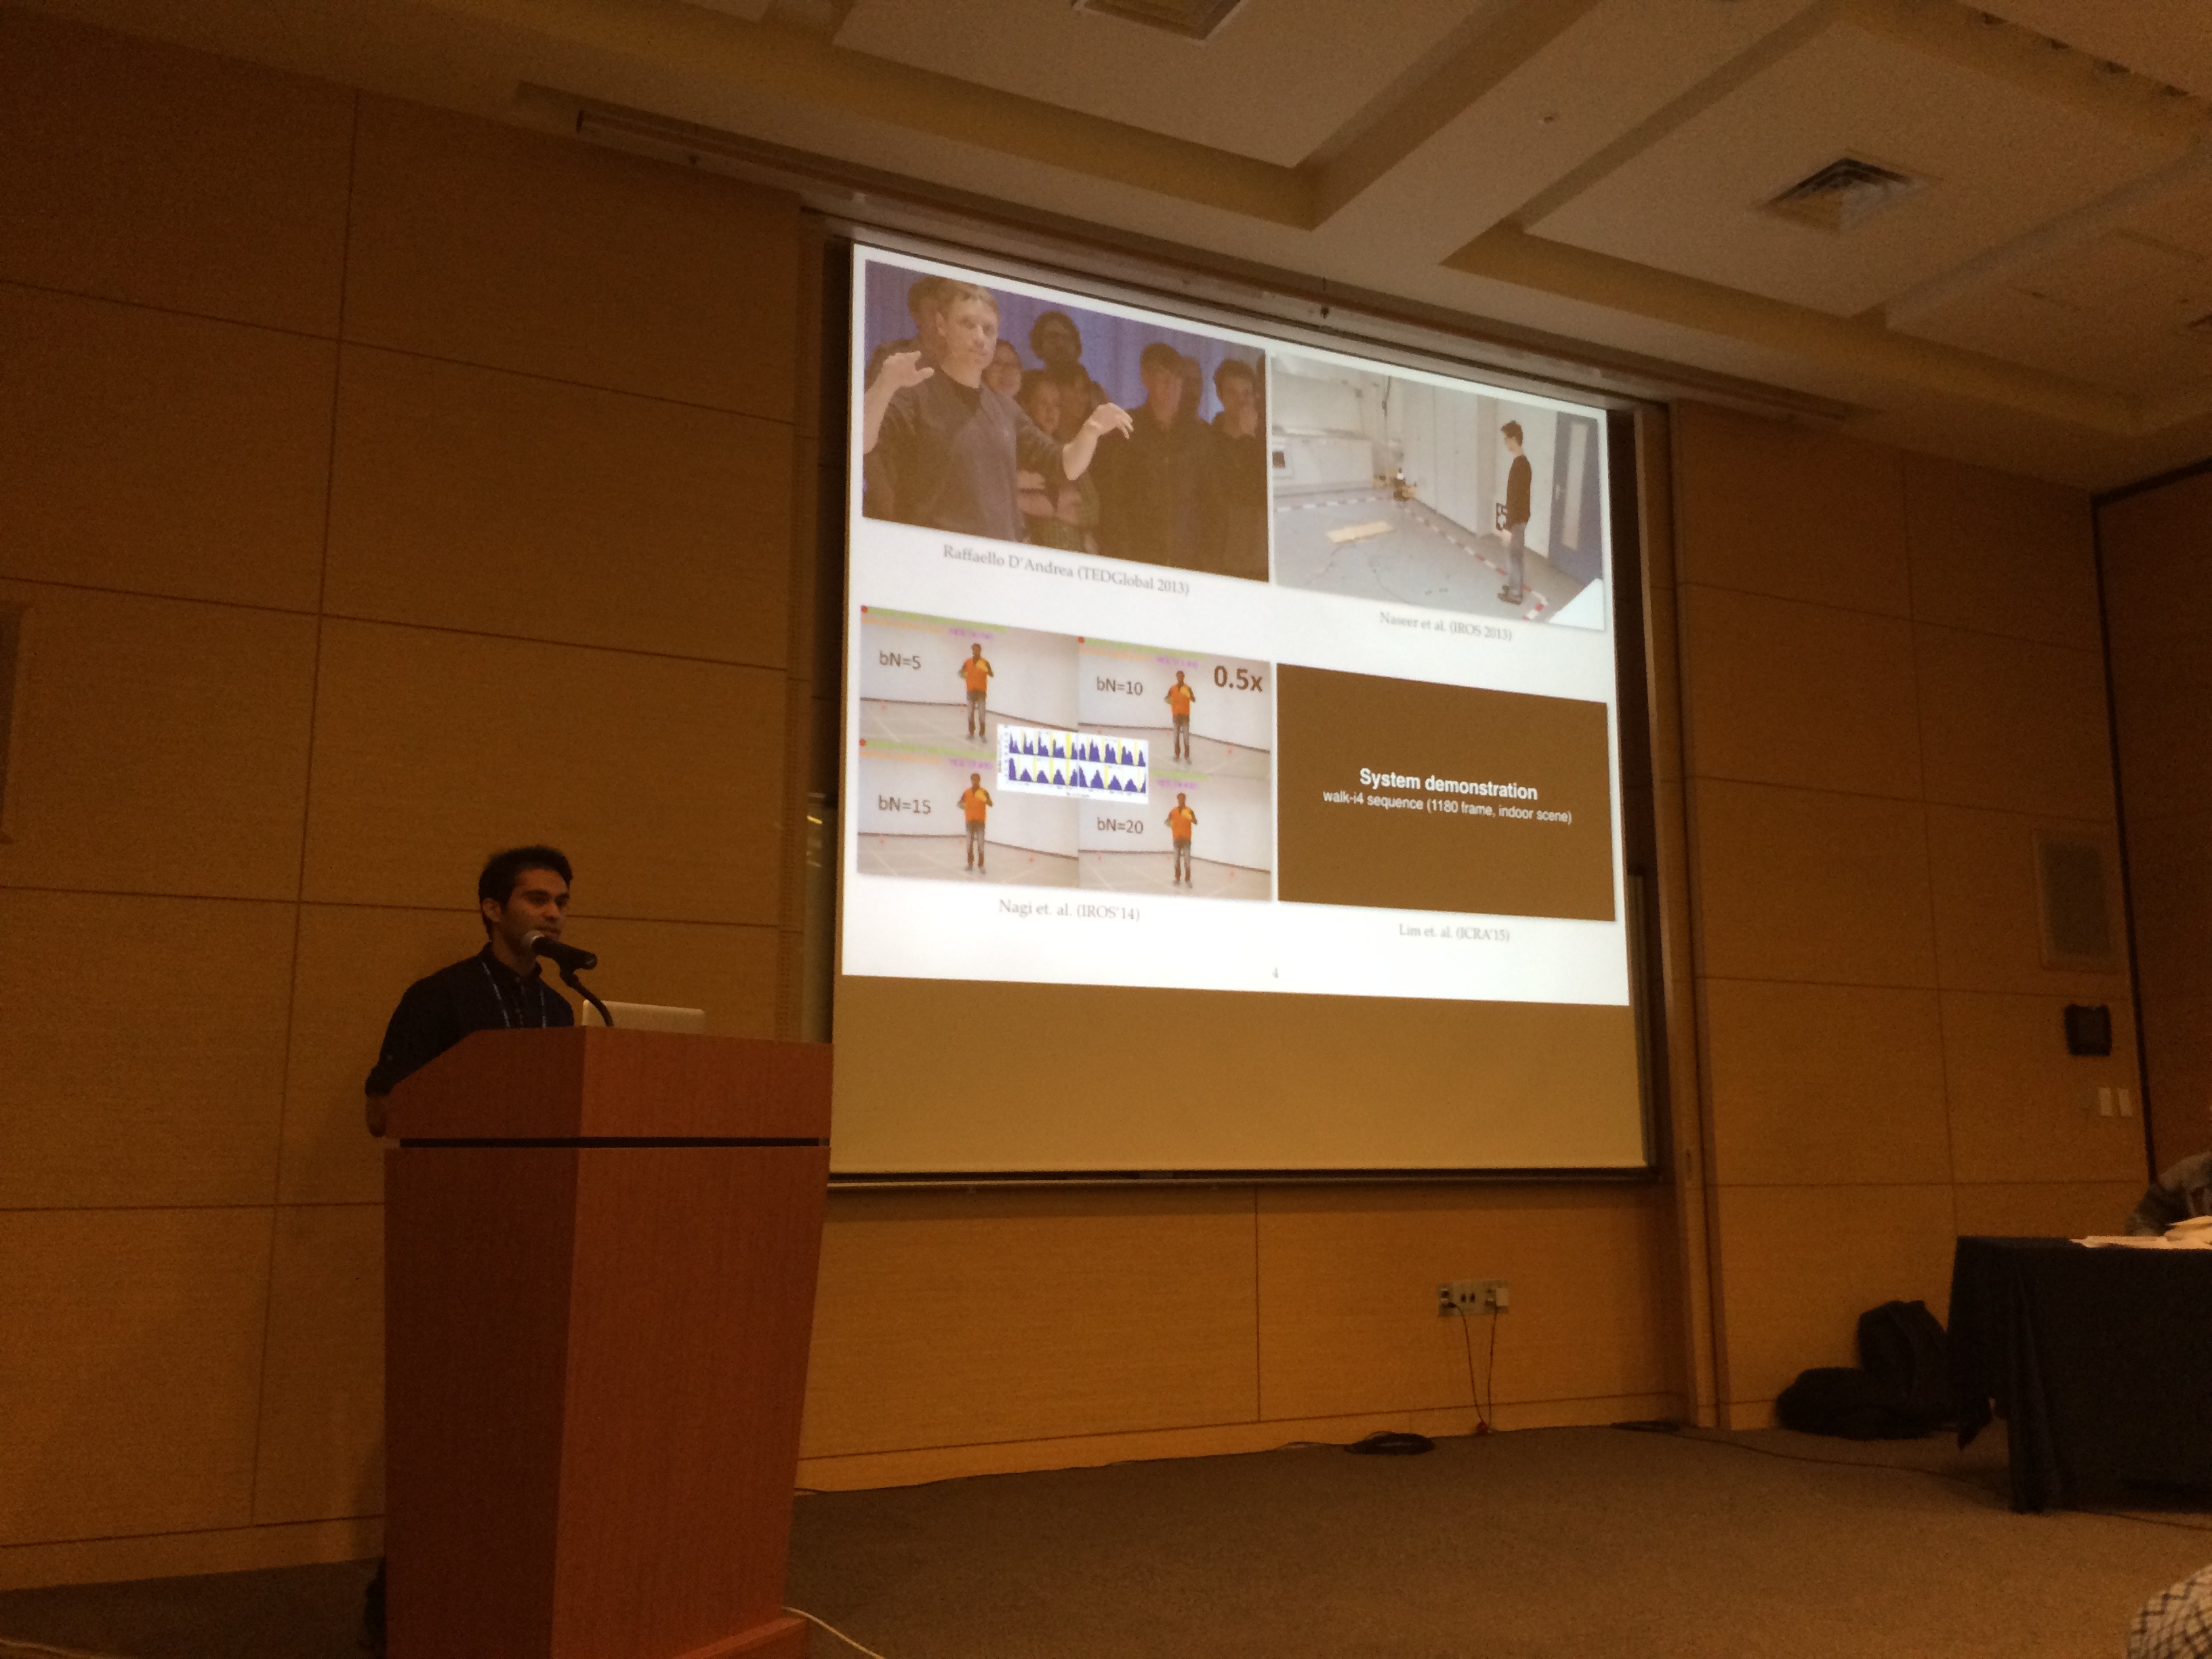 Raffaello D'Andrea (TEDGlobal 2013)
Naseer et al. (IROS 2013)
bN=5
bN=10
0.5x
bN=15
bN=20
System demonstration
walk-i4 sequence (1180 frame, indoor scene)
Nagi et. al. (IROS'14)
Lim et. al. (ICRA'15)
4